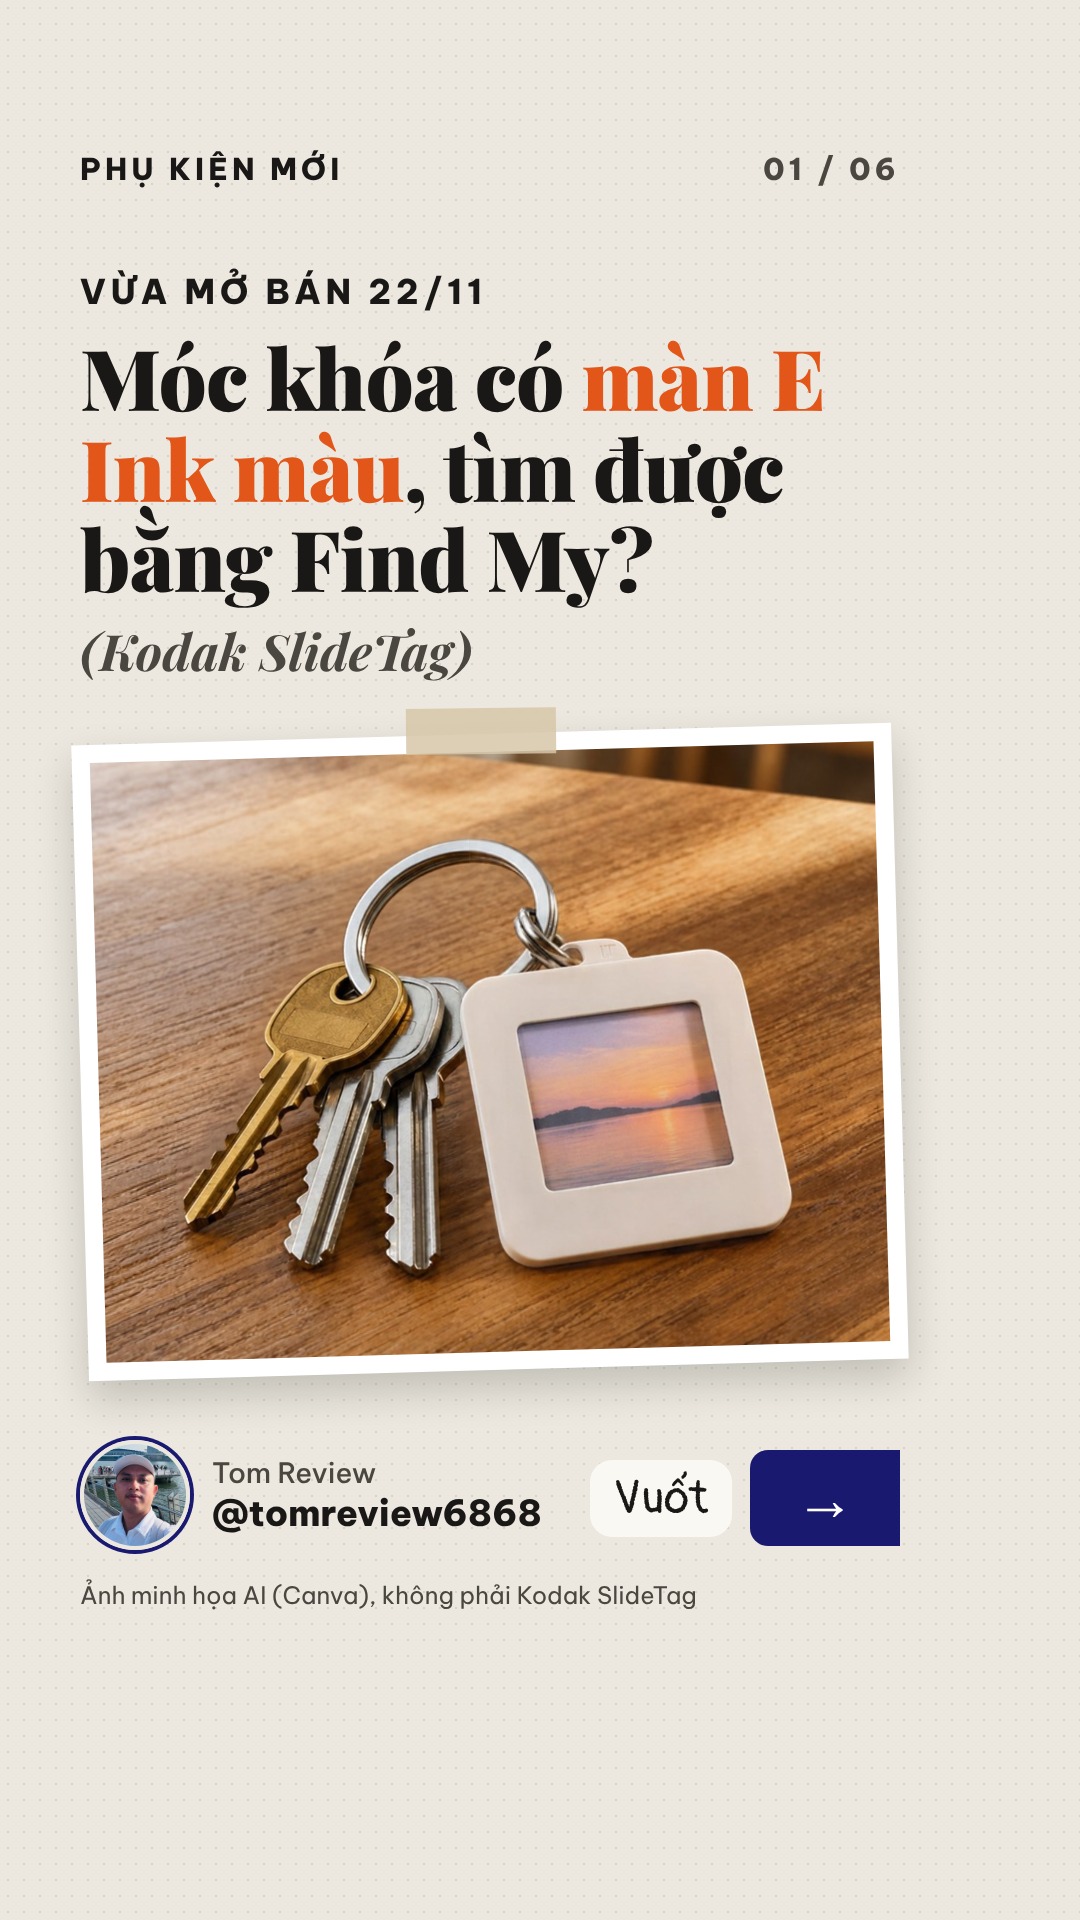 PHỤ KIỆN MỚI
01 / 06
VỪA MỞ BÁN 22/11
Móc khóa có màn E
Ink màu, tìm được
bằng Find My?
(Kodak SlideTag)
Tom Review
@tomreview6868
Vuốt
→
Ảnh minh họa AI (Canva), không phải Kodak SlideTag